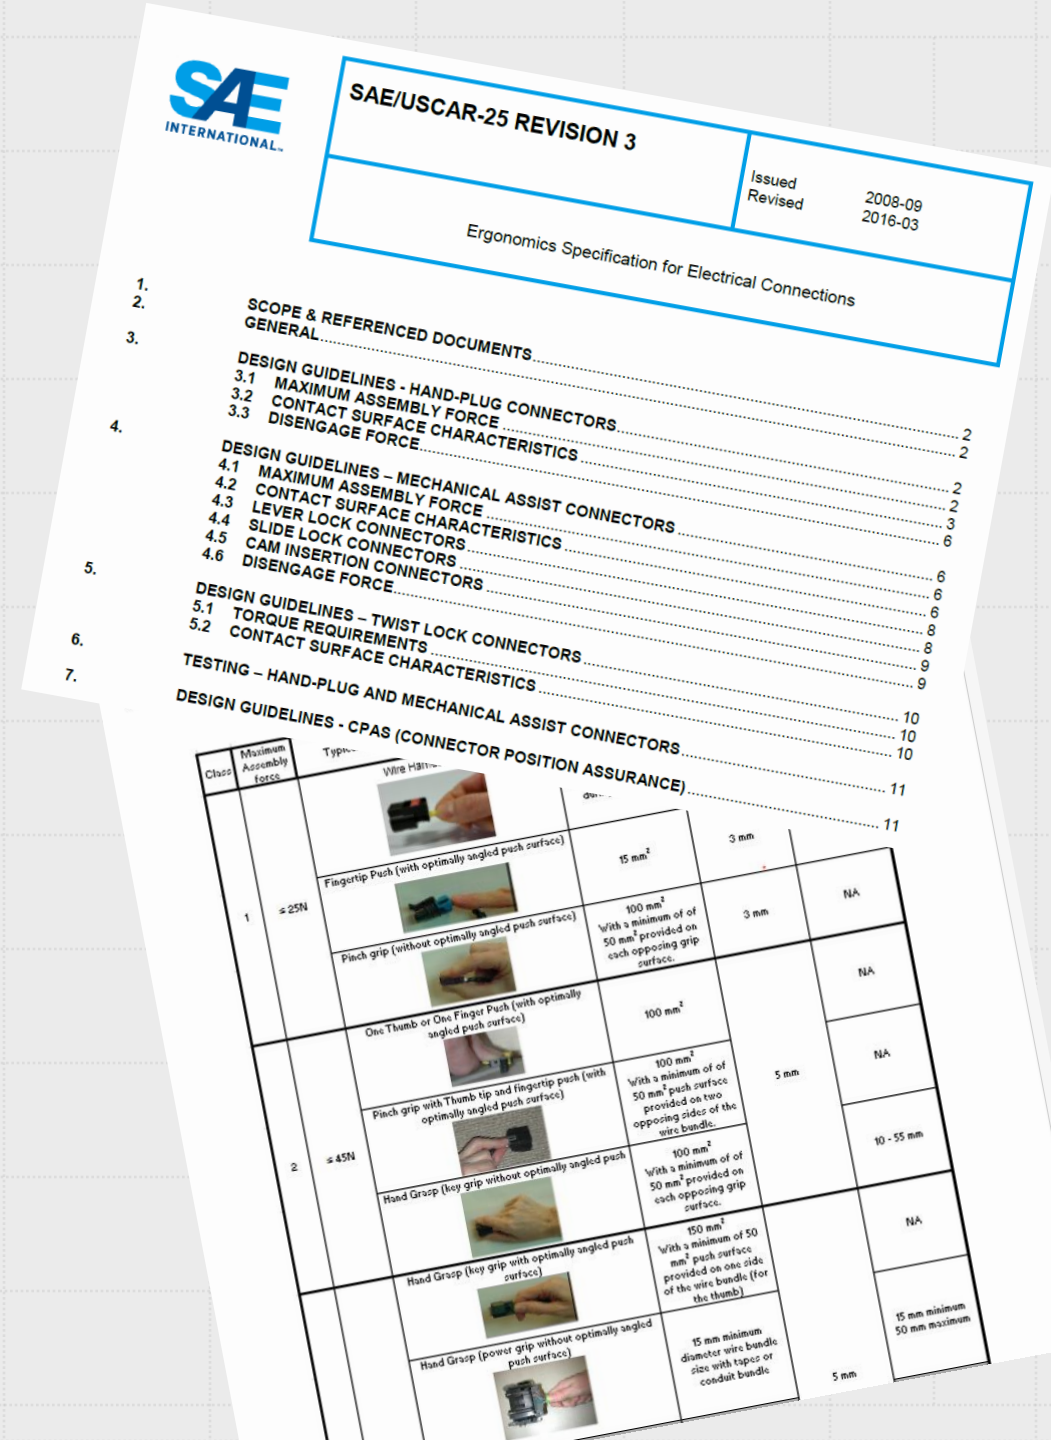 SAE
INTERNATIONAL™
SAE/USCAR-25 REVISION 3
Issued 2008-09
Revised 2016-03
Ergonomics Specification for Electrical Connections
1. SCOPE & REFERENCED DOCUMENTS 2
2. GENERAL 2
3. DESIGN GUIDELINES - HAND-PLUG CONNECTORS 2
3.1 MAXIMUM ASSEMBLY FORCE 2
3.2 CONTACT SURFACE CHARACTERISTICS 3
3.3 DISENGAGE FORCE 6
4. DESIGN GUIDELINES – MECHANICAL ASSIST CONNECTORS 6
4.1 MAXIMUM ASSEMBLY FORCE 6
4.2 CONTACT SURFACE CHARACTERISTICS 6
4.3 LEVER LOCK CONNECTORS 8
4.4 SLIDE LOCK CONNECTORS 8
4.5 CAM INSERTION CONNECTORS 9
4.6 DISENGAGE FORCE 9
5. DESIGN GUIDELINES – TWIST LOCK CONNECTORS 10
5.1 TORQUE REQUIREMENTS 10
5.2 CONTACT SURFACE CHARACTERISTICS 10
6. TESTING – HAND-PLUG AND MECHANICAL ASSIST CONNECTORS 11
7. DESIGN GUIDELINES - CPAS (CONNECTOR POSITION ASSURANCE) 11
Class
Maximum
Assembly
force
Wire
3 mm
1
≤ 25N
Fingertip Push (with optimally angled push surface)
15 mm²
Pinch grip (without optimally angled push surface)
100 mm²
With a minimum of of
50 mm² provided on
each opposing grip
surface.
3 mm
NA
2
≤ 45N
One Thumb or One Finger Push (with optimally
angled push surface)
100 mm²
5 mm
NA
Pinch grip with Thumb tip and fingertip push (with
optimally angled push surface)
100 mm²
With a minimum of of
50 mm² push surface
provided on two
opposing sides of the
wire bundle.
NA
Hand Grasp (key grip without optimally angled push
100 mm²
With a minimum of of
50 mm² provided on
each opposing grip
surface.
10 - 55 mm
Hand Grasp (key grip with optimally angled push
surface)
150 mm²
With a minimum of 50
mm² push surface
provided on one side
of the wire bundle (for
the thumb)
NA
Hand Grasp (power grip without optimally angled
push surface)
15 mm minimum
diameter wire bundle
size with tapes or
conduit bundle
5 mm
15 mm minimum
50 mm maximum